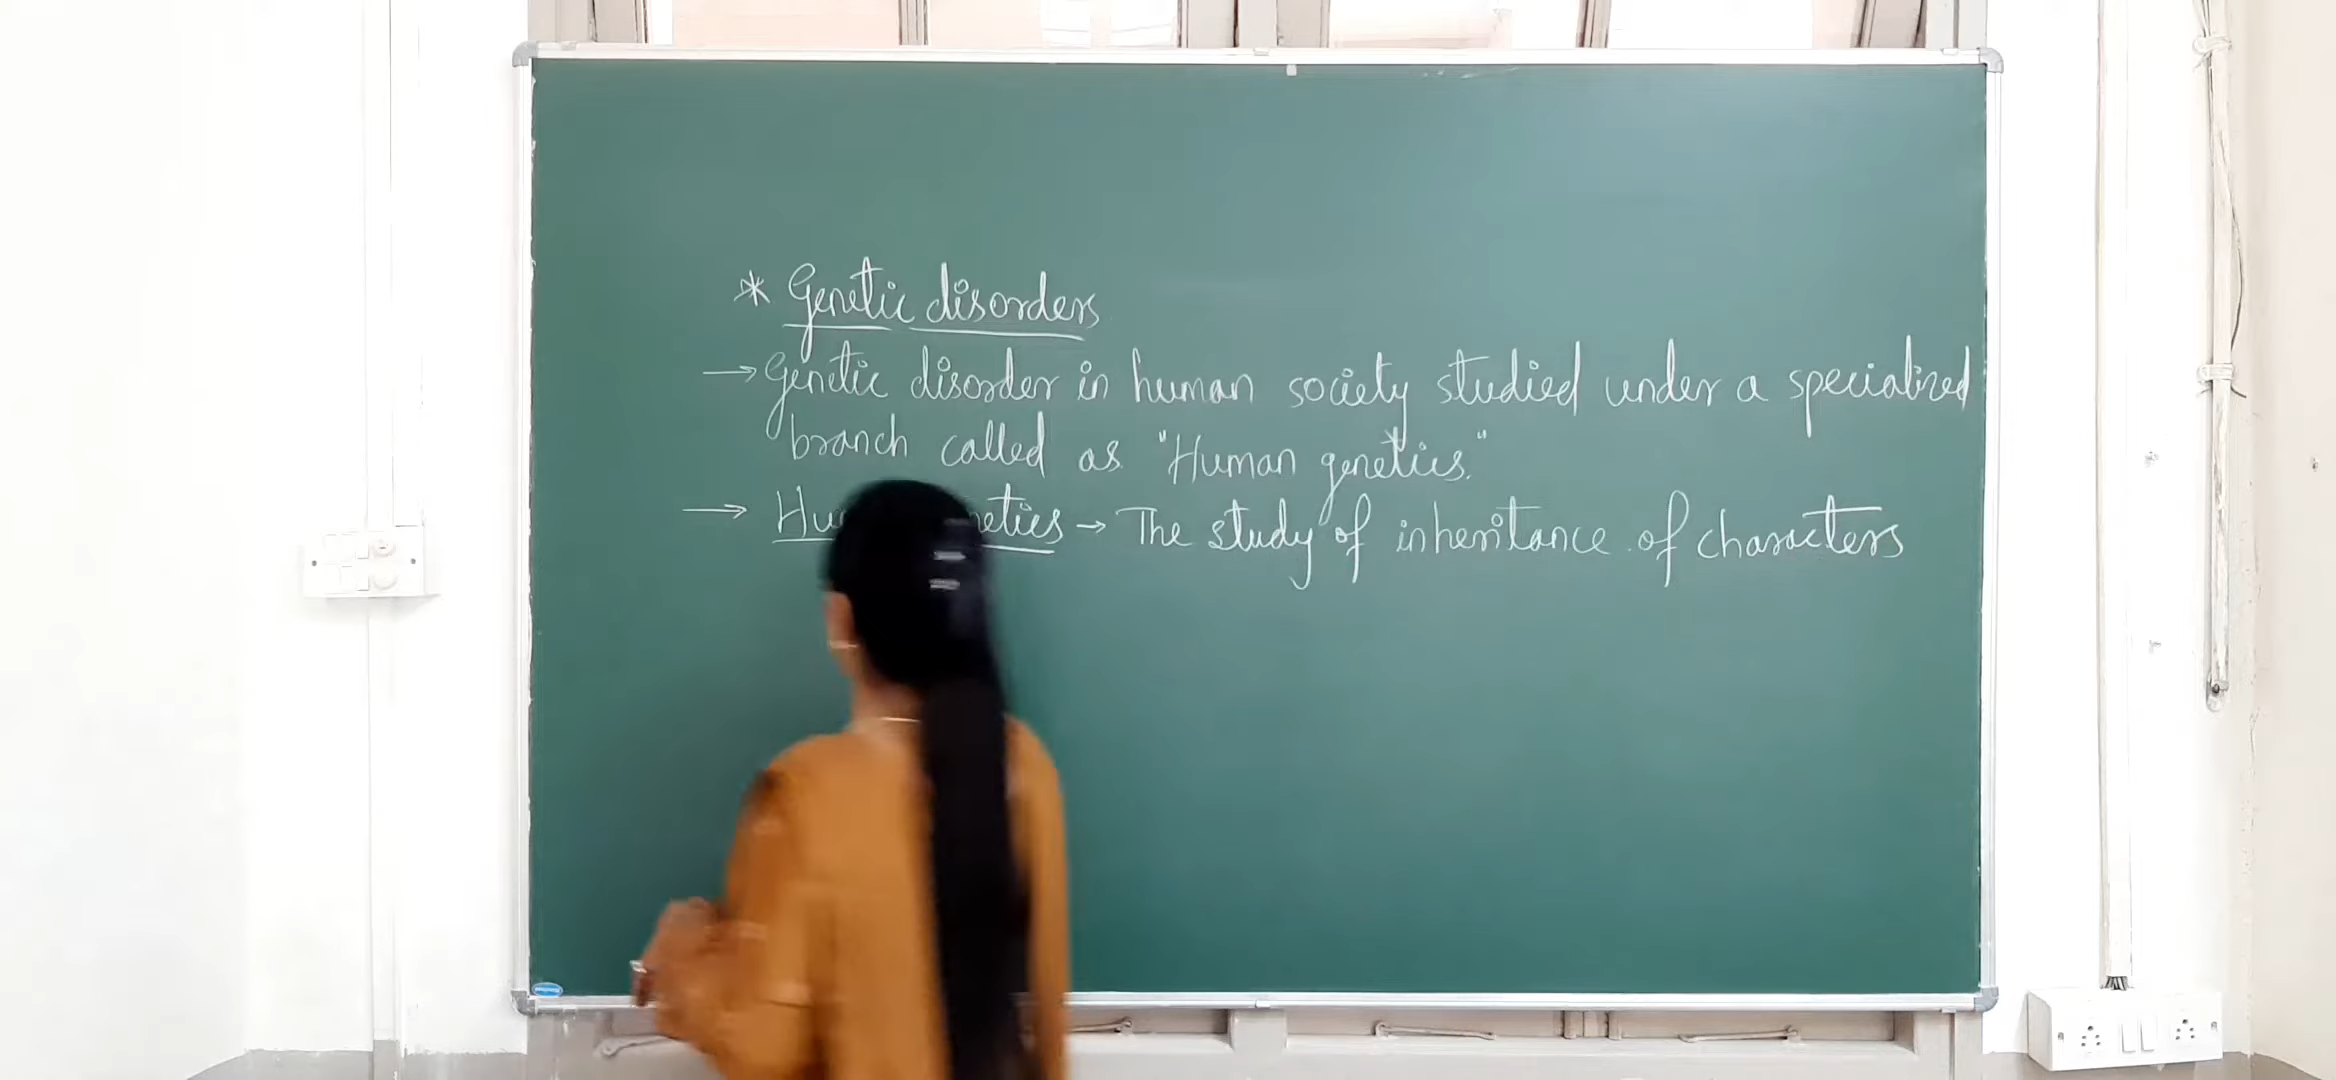 * Genetic disorders
→ Genetic disorder in human society studied under a specialized
branch called as "Human genetics."
→ → The study of inheritance of characters